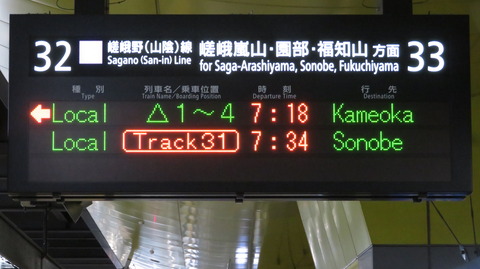 32 嵯峨野(山陰)線 嵯峨嵐山・園部・福知山 方面 33
Sagano (San-in) Line for Saga-Arashiyama, Sonobe, Fukuchiyama
種別 列車名/乗車位置 時刻 行先
Type Train Name/Boarding Position Departure Time Destination
←Local △1~4 7:18 Kameoka
Local Track31 7:34 Sonobe